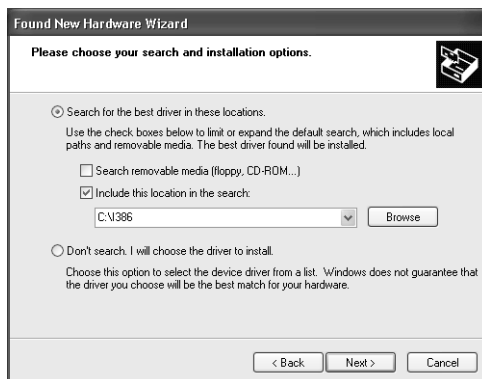 Found New Hardware Wizard
Please choose your search and installation options.
Search for the best driver in these locations.
Use the check boxes below to limit or expand the default search, which includes local
paths and removable media. The best driver found will be installed.
Search removable media (floppy, CD-ROM...)
Include this location in the search:
C:\I386
Browse
Don't search. I will choose the driver to install.
Choose this option to select the device driver from a list. Windows does not guarantee that
the driver you choose will be the best match for your hardware.
< Back Next > Cancel